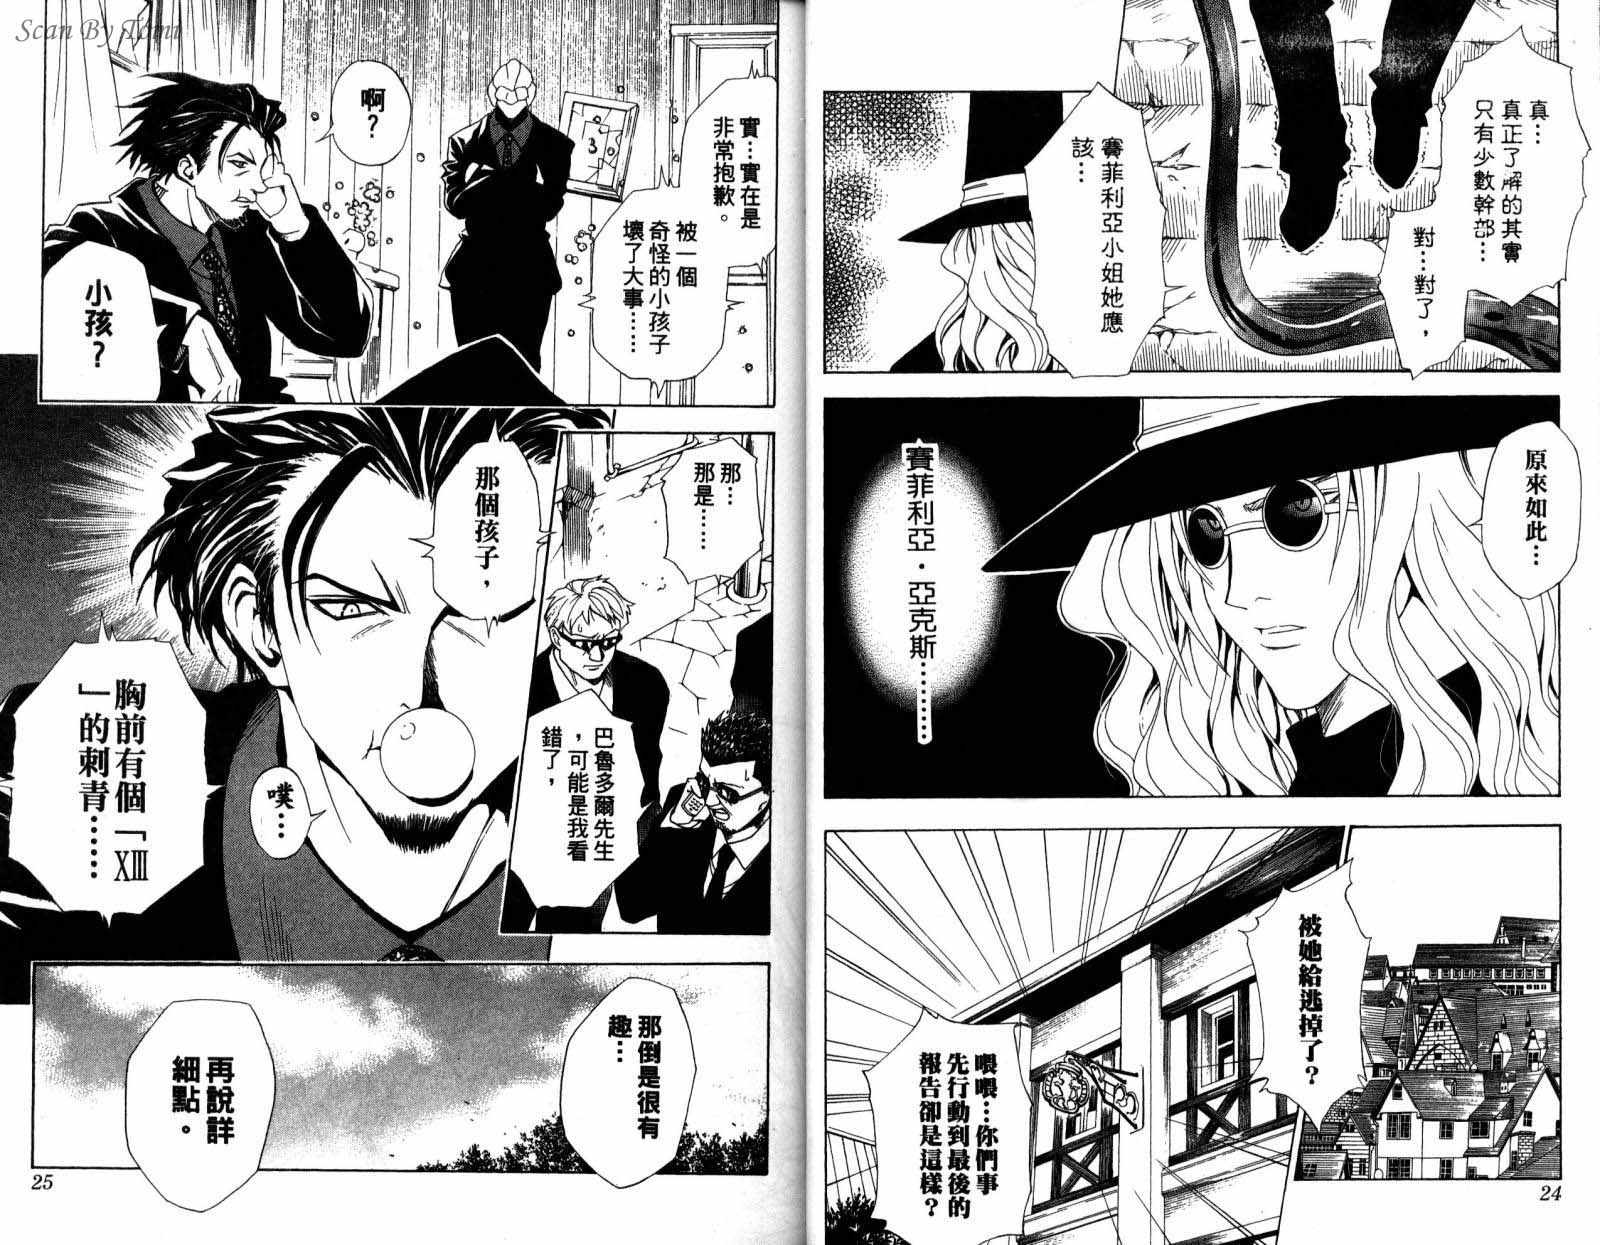 真…
真正了解的其實
只有少數幹部…
對…對了，
賽菲利亞小姐她應
該…
原來如此…
賽菲利亞．亞克斯………
被她給逃掉了？
喂喂…你們事
先行動到最後的
報告卻是這樣？
24
實…實在是
非常抱歉。
被一個
奇怪的小孩子
壞了大事……
啊？
3
小孩？
那…
那是……
巴魯多爾先生
，可能是我看
錯了，
那個孩子，
噗…
胸前有個「XIII
」的刺青……
那倒是很有
趣…
再說詳
細點。
25
Scan By Tomi